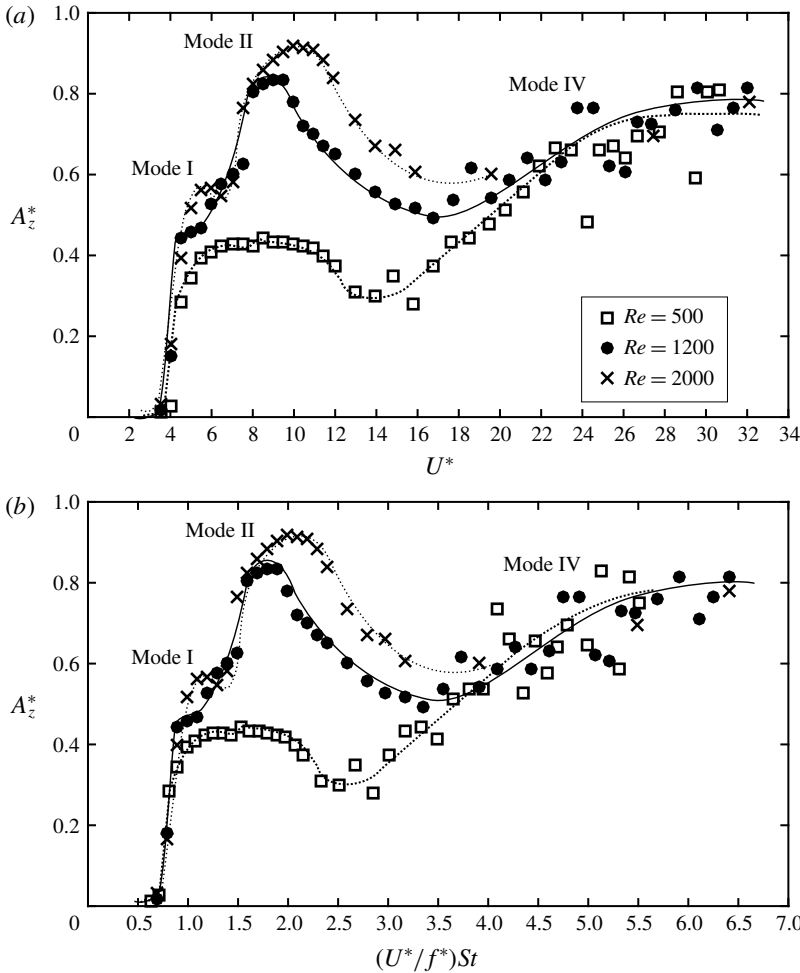 (a)
1.0
Mode II
Mode IV
0.8
Mode I
0.6
A*z
0.4
Re = 500
Re = 1200
0.2
Re = 2000
0 2 4 6 8 10 12 14 16 18 20 22 24 26 28 30 32 34
U*
(b)
1.0
Mode II
Mode IV
0.8
Mode I
0.6
A*z
0.4
0.2
0 0.5 1.0 1.5 2.0 2.5 3.0 3.5 4.0 4.5 5.0 5.5 6.0 6.5 7.0
(U*/f*)St